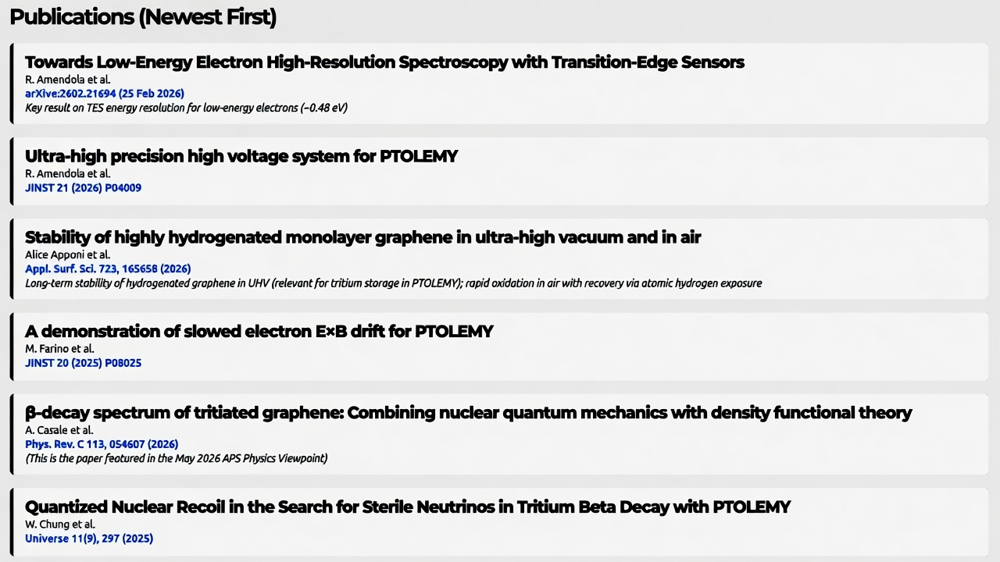 Publications (Newest First)
Towards Low-Energy Electron High-Resolution Spectroscopy with Transition-Edge Sensors
R. Amendola et al.
arXive:2602.21694 (25 Feb 2026)
Key result on TES energy resolution for low-energy electrons (~0.48 eV)
Ultra-high precision high voltage system for PTOLEMY
R. Amendola et al.
JINST 21 (2026) P04009
Stability of highly hydrogenated monolayer graphene in ultra-high vacuum and in air
Alice Apponi et al.
Appl. Surf. Sci. 723, 165658 (2026)
Long-term stability of hydrogenated graphene in UHV (relevant for tritium storage in PTOLEMY); rapid oxidation in air with recovery via atomic hydrogen exposure
A demonstration of slowed electron E×B drift for PTOLEMY
M. Farino et al.
JINST 20 (2025) P08025
β-decay spectrum of tritiated graphene: Combining nuclear quantum mechanics with density functional theory
A. Casale et al.
Phys. Rev. C 113, 054607 (2026)
(This is the paper featured in the May 2026 APS Physics Viewpoint)
Quantized Nuclear Recoil in the Search for Sterile Neutrinos in Tritium Beta Decay with PTOLEMY
W. Chung et al.
Universe 11(9), 297 (2025)